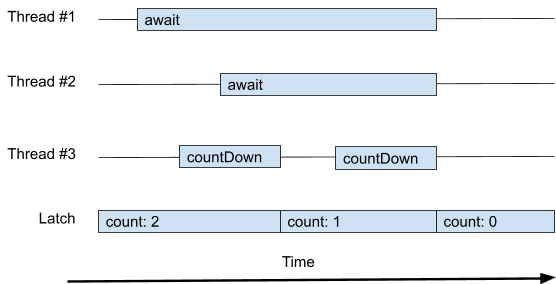 Thread #1 await
Thread #2 await
Thread #3 countDown countDown
Latch count: 2 count: 1 count: 0
Time